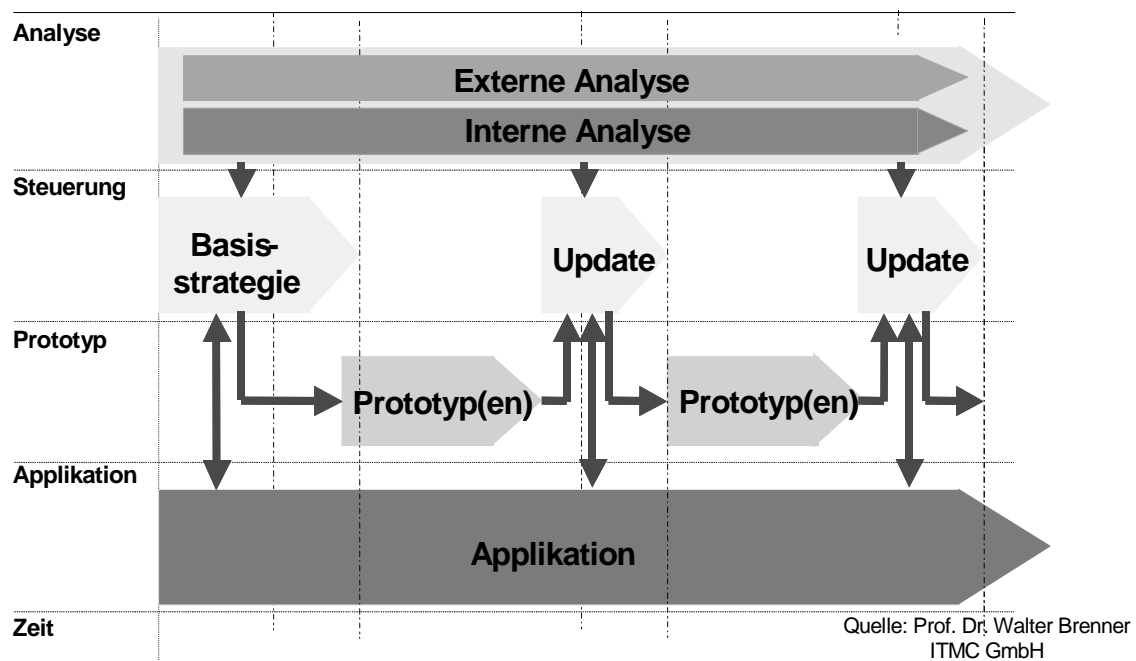 Analyse
Externe Analyse
Interne Analyse
Steuerung
Basis-
strategie
Update
Update
Prototyp
Prototyp(en)
Prototyp(en)
Applikation
Applikation
Zeit
Quelle: Prof. Dr. Walter Brenner
ITMC GmbH